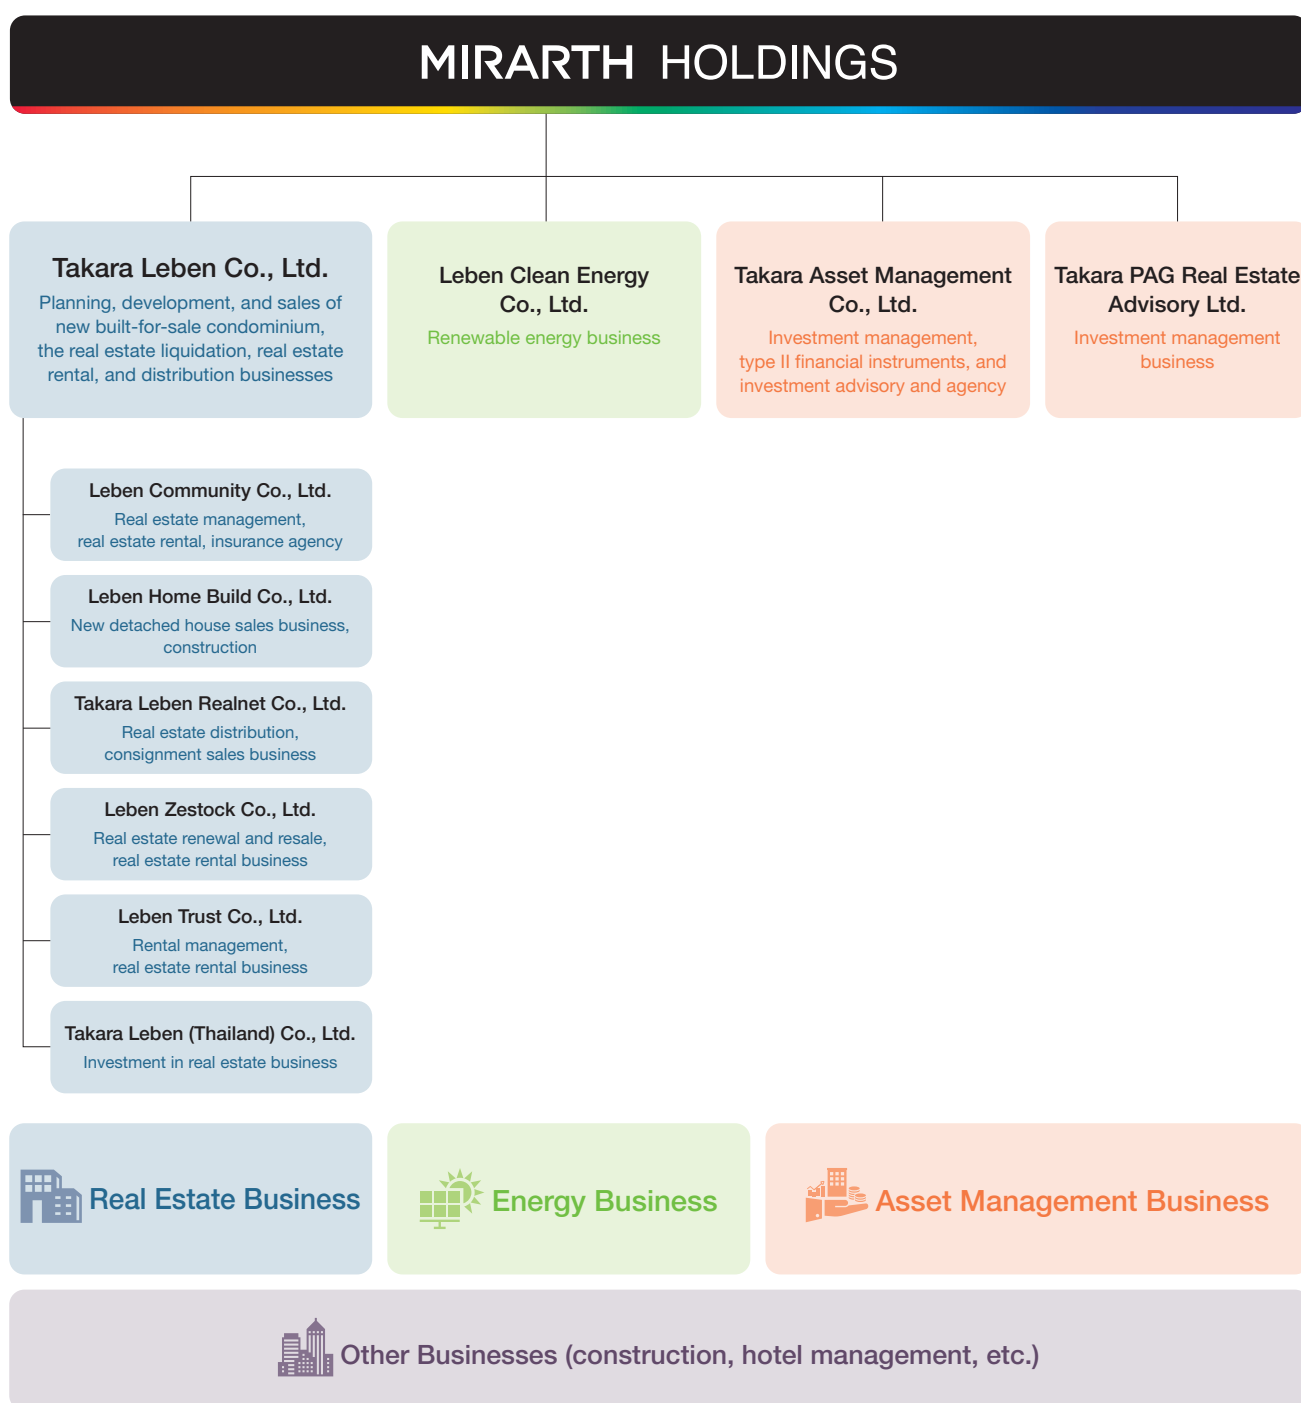 MIRARTH HOLDINGS
Takara Leben Co., Ltd.
Planning, development, and sales of
new built-for-sale condominium,
the real estate liquidation, real estate
rental, and distribution businesses
Leben Clean Energy
Co., Ltd.
Renewable energy business
Takara Asset Management
Co., Ltd.
Investment management,
type II financial instruments, and
investment advisory and agency
Takara PAG Real Estate
Advisory Ltd.
Investment management
business
Leben Community Co., Ltd.
Real estate management,
real estate rental, insurance agency
Leben Home Build Co., Ltd.
New detached house sales business,
construction
Takara Leben Realnet Co., Ltd.
Real estate distribution,
consignment sales business
Leben Zestock Co., Ltd.
Real estate renewal and resale,
real estate rental business
Leben Trust Co., Ltd.
Rental management,
real estate rental business
Takara Leben (Thailand) Co., Ltd.
Investment in real estate business
Real Estate Business
Energy Business
Asset Management Business
Other Businesses (construction, hotel management, etc.)